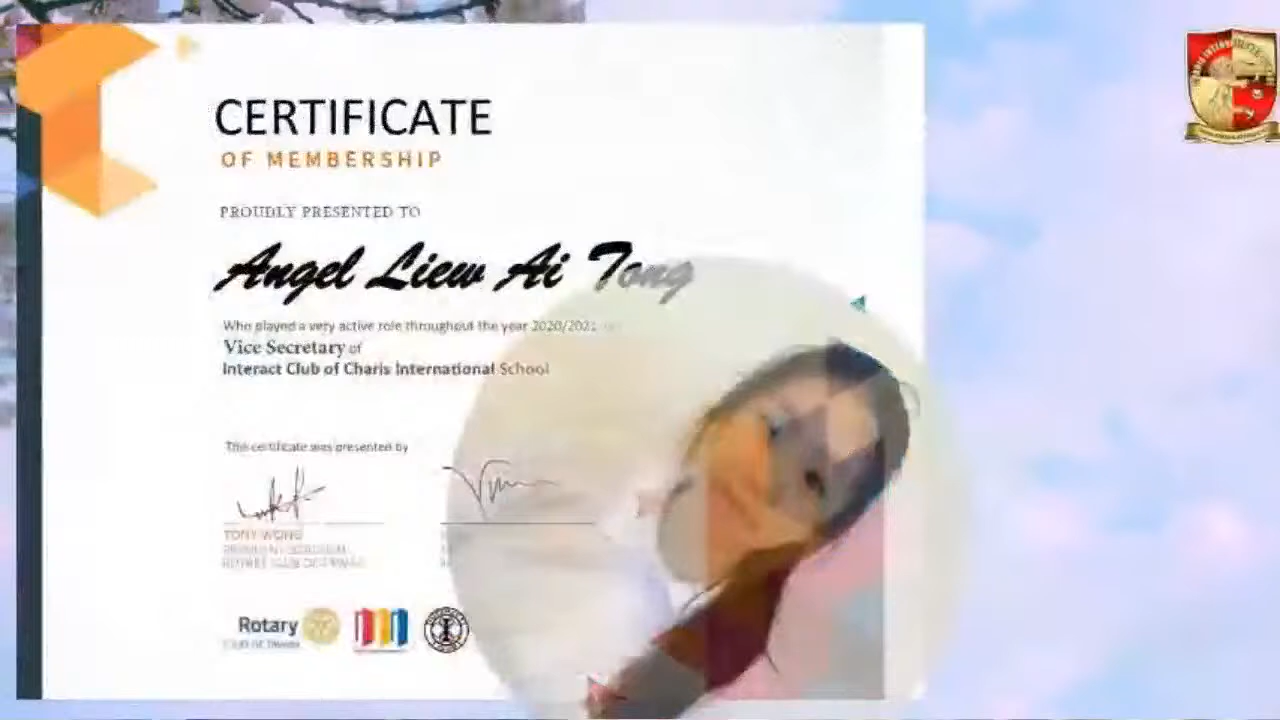 CERTIFICATE
OF MEMBERSHIP
PROUDLY PRESENTED TO
Angel Liew Ai Tong
Who played a very active role throughout the year 2020/2021
Vice Secretary of
Interact Club of Charis International School
This certificate was presented by
TONY WONG
Rotary